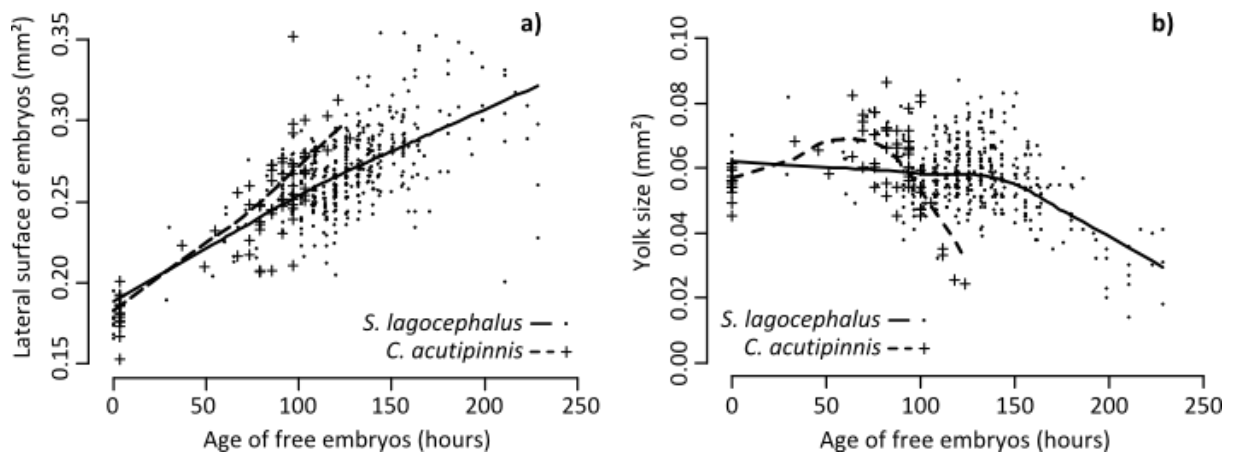 a)
Lateral surface of embryos (mm²)
0.35
0.30
0.25
0.20
0.15
S. lagocephalus
C. acutipinnis
0 50 100 150 200 250
Age of free embryos (hours)
b)
Yolk size (mm²)
0.10
0.08
0.06
0.04
0.02
0.00
S. lagocephalus
C. acutipinnis
0 50 100 150 200 250
Age of free embryos (hours)